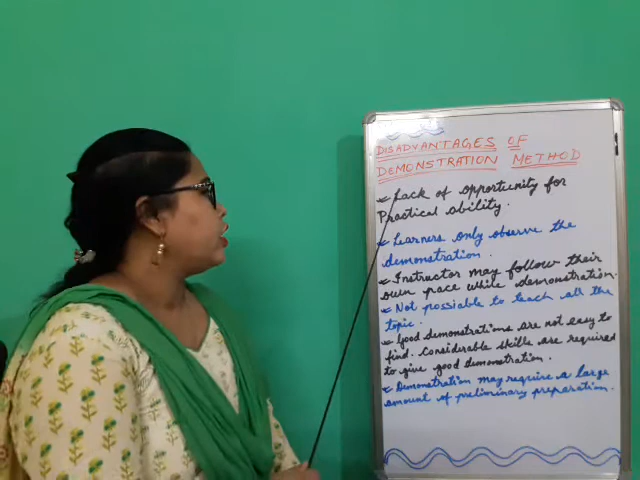 DISADVANTAGES OF
DEMONSTRATION METHOD
Lack of opportunity for
Practical ability.
Learners only observe the
demonstration.
Instructor may follow their
own pace while demonstration.
Not possiable to teach all the
topic.
Good demonstrations are not easy to
find. Considerable skills are required
to give good demonstration.
Demonstration may require a large
amount of preliminary preparation.